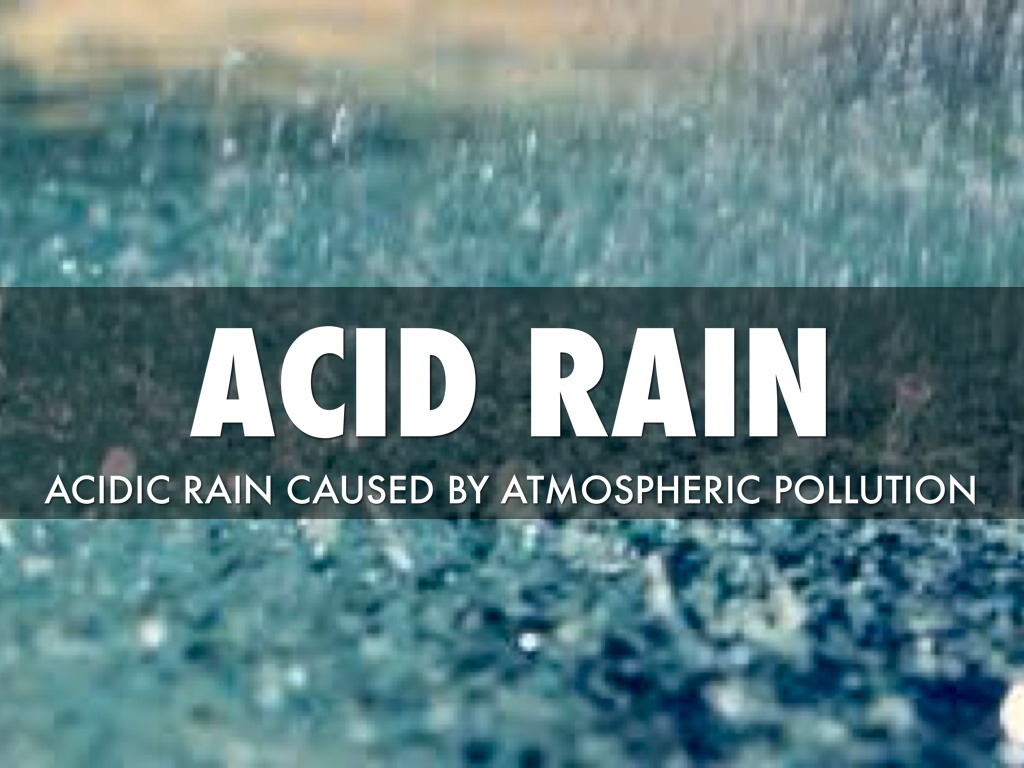 ACID RAIN
ACIDIC RAIN CAUSED BY ATMOSPHERIC POLLUTION